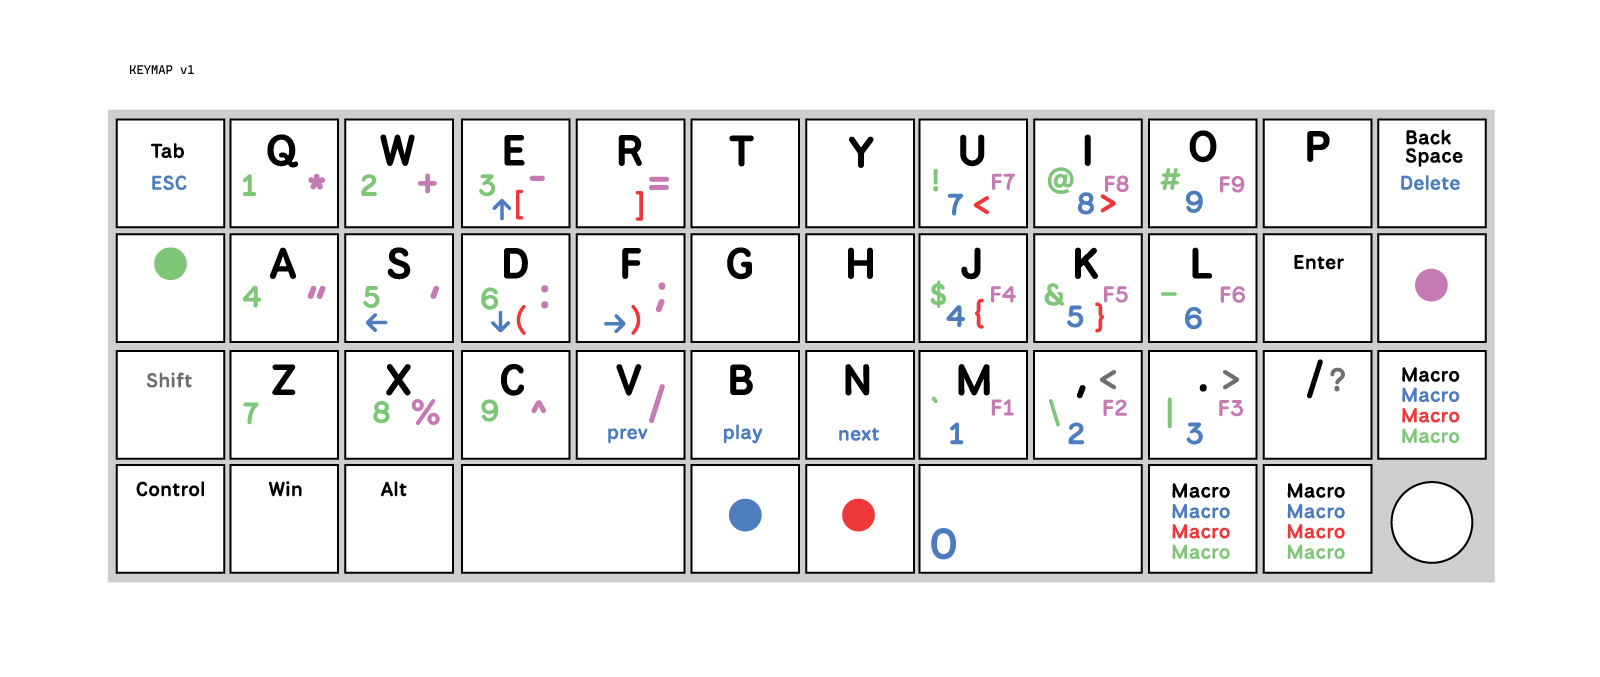 KEYMAP v1
Tab
ESC
Q
1 *
W
2 +
E
3 -
↑ [
R
=
]
T
Y
U
! F7
7 <
I
@ F8
8 >
O
# F9
9
P
Back
Space
Delete
A
4 "
S
5 '
←
D
6 :
↓ (
F
;
→ )
G
H
J
$ F4
4 {
K
& F5
5 }
L
- F6
6
Enter
Shift
Z
7
X
8 %
C
9 ^
V
/
prev
B
play
N
next
M
` F1
1
, <
\ F2
2
. >
| F3
3
/ ?
Macro
Macro
Macro
Macro
Control
Win
Alt
0
Macro
Macro
Macro
Macro
Macro
Macro
Macro
Macro